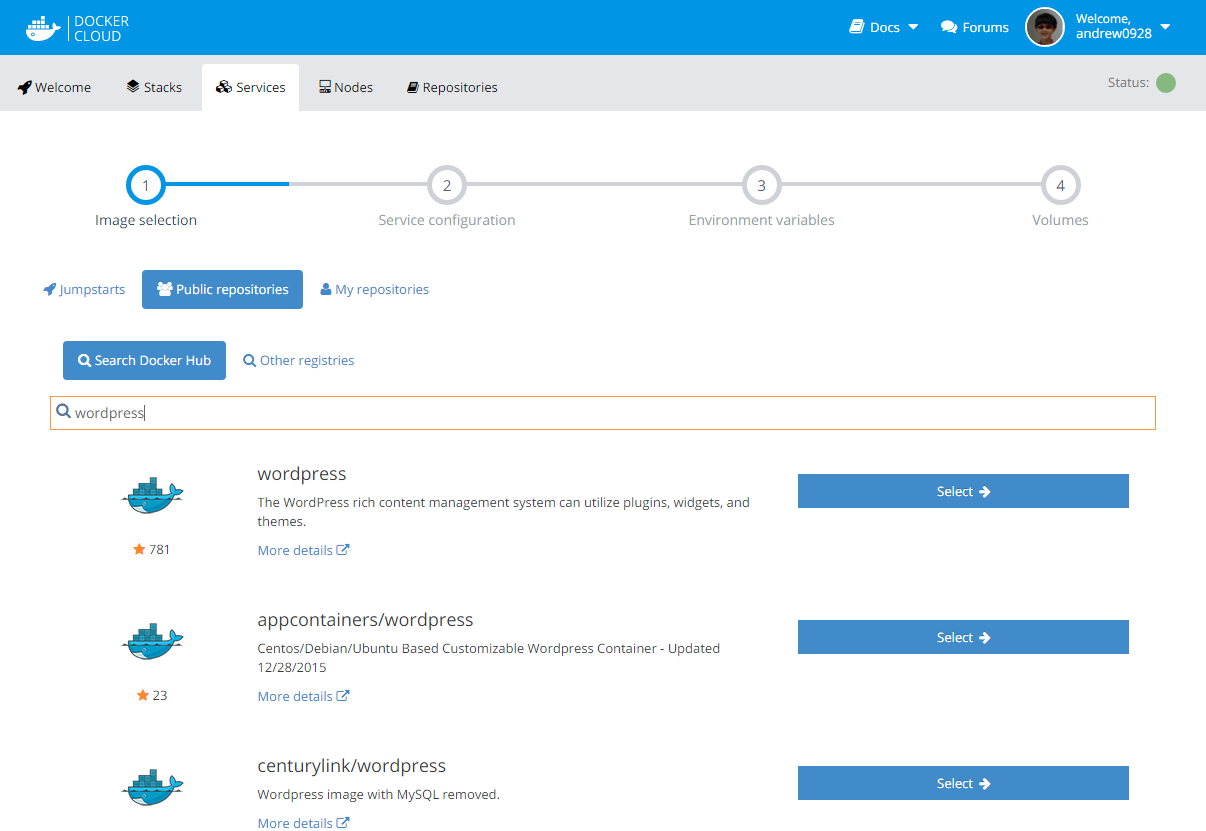 DOCKER
CLOUD
Docs
Forums
Welcome,
andrew0928
Welcome
Stacks
Services
Nodes
Repositories
Status:
1
2
3
4
Image selection
Service configuration
Environment variables
Volumes
Jumpstarts
Public repositories
My repositories
Search Docker Hub
Other registries
wordpress
wordpress
The WordPress rich content management system can utilize plugins, widgets, and
themes.
More details
781
Select
appcontainers/wordpress
Centos/Debian/Ubuntu Based Customizable Wordpress Container - Updated
12/28/2015
More details
23
Select
centurylink/wordpress
Wordpress image with MySQL removed.
More details
Select